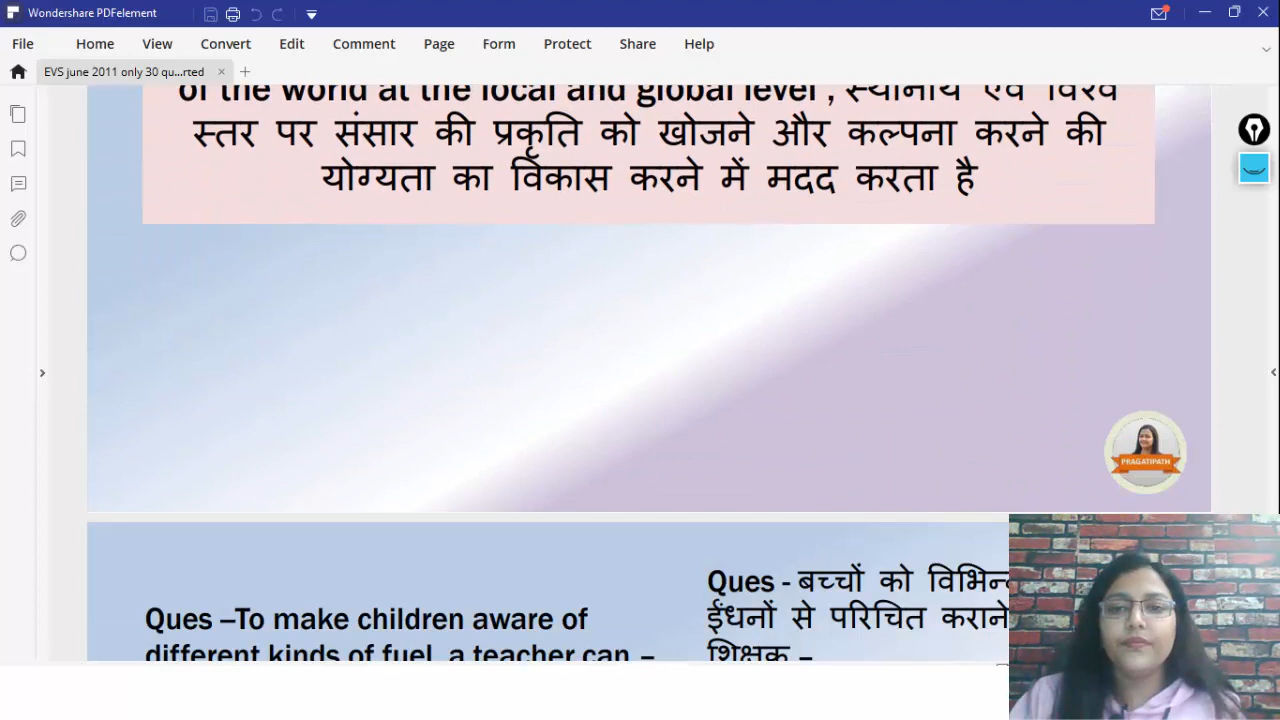 Wondershare PDFelement
File Home View Convert Edit Comment Page Form Protect Share Help
EVS june 2011 only 30 qu...rted
of the world at the local and global level , स्थानीय एवं विश्व
स्तर पर संसार की प्रकृति को खोजने और कल्पना करने की
योग्यता का विकास करने में मदद करता है
PRAGATIPATH
Ques –To make children aware of
different kinds of fuel, a teacher can –
Ques - बच्चों को
ईंधनों से परिचित कराने
शिक्षक –